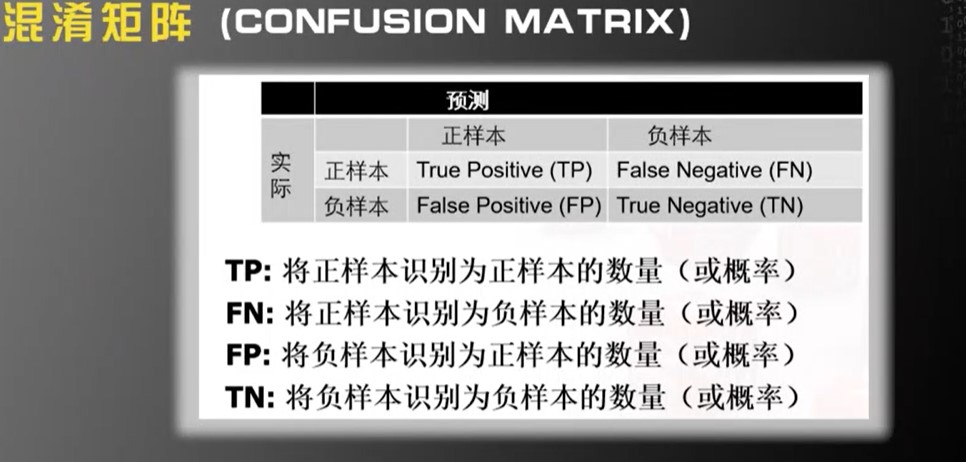 混淆矩阵 (CONFUSION MATRIX)
预测
正样本 负样本
实际
正样本 True Positive (TP) False Negative (FN)
负样本 False Positive (FP) True Negative (TN)
TP: 将正样本识别为正样本的数量（或概率）
FN: 将正样本识别为负样本的数量（或概率）
FP: 将负样本识别为正样本的数量（或概率）
TN: 将负样本识别为负样本的数量（或概率）